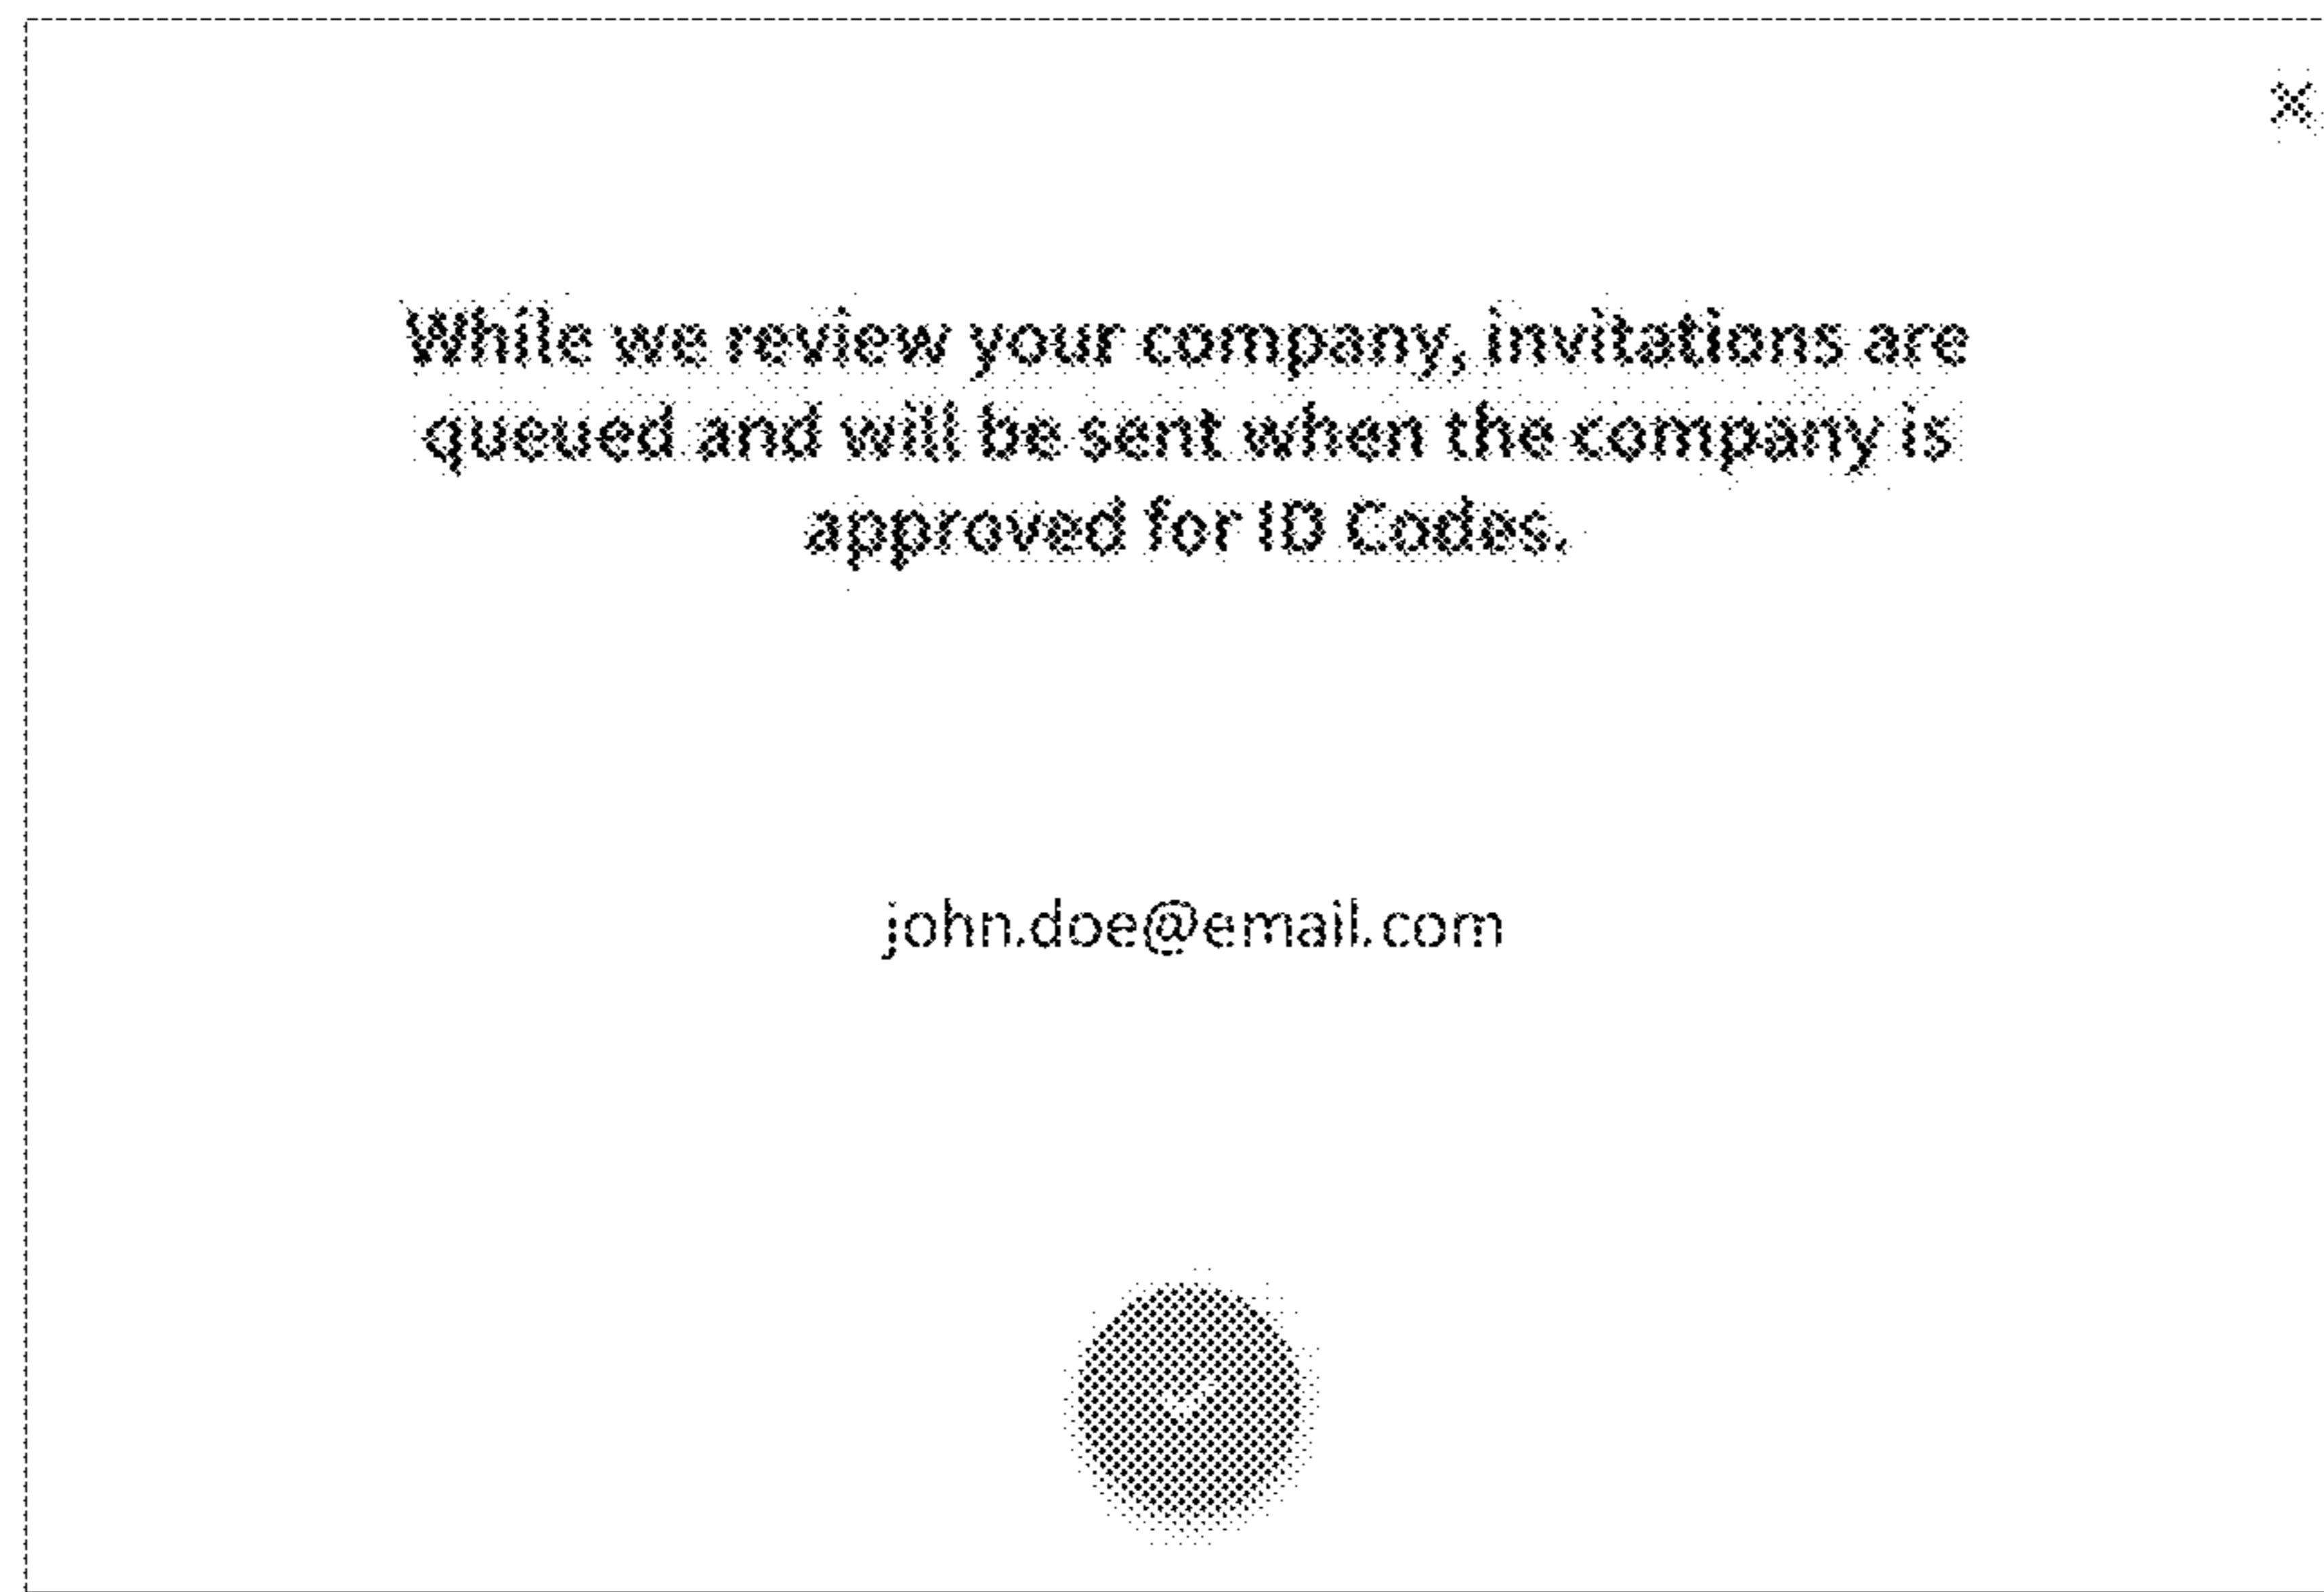 While we review your company, invitations are
queued and will be sent when the company is
approved for ID Codes.
john.doe@email.com